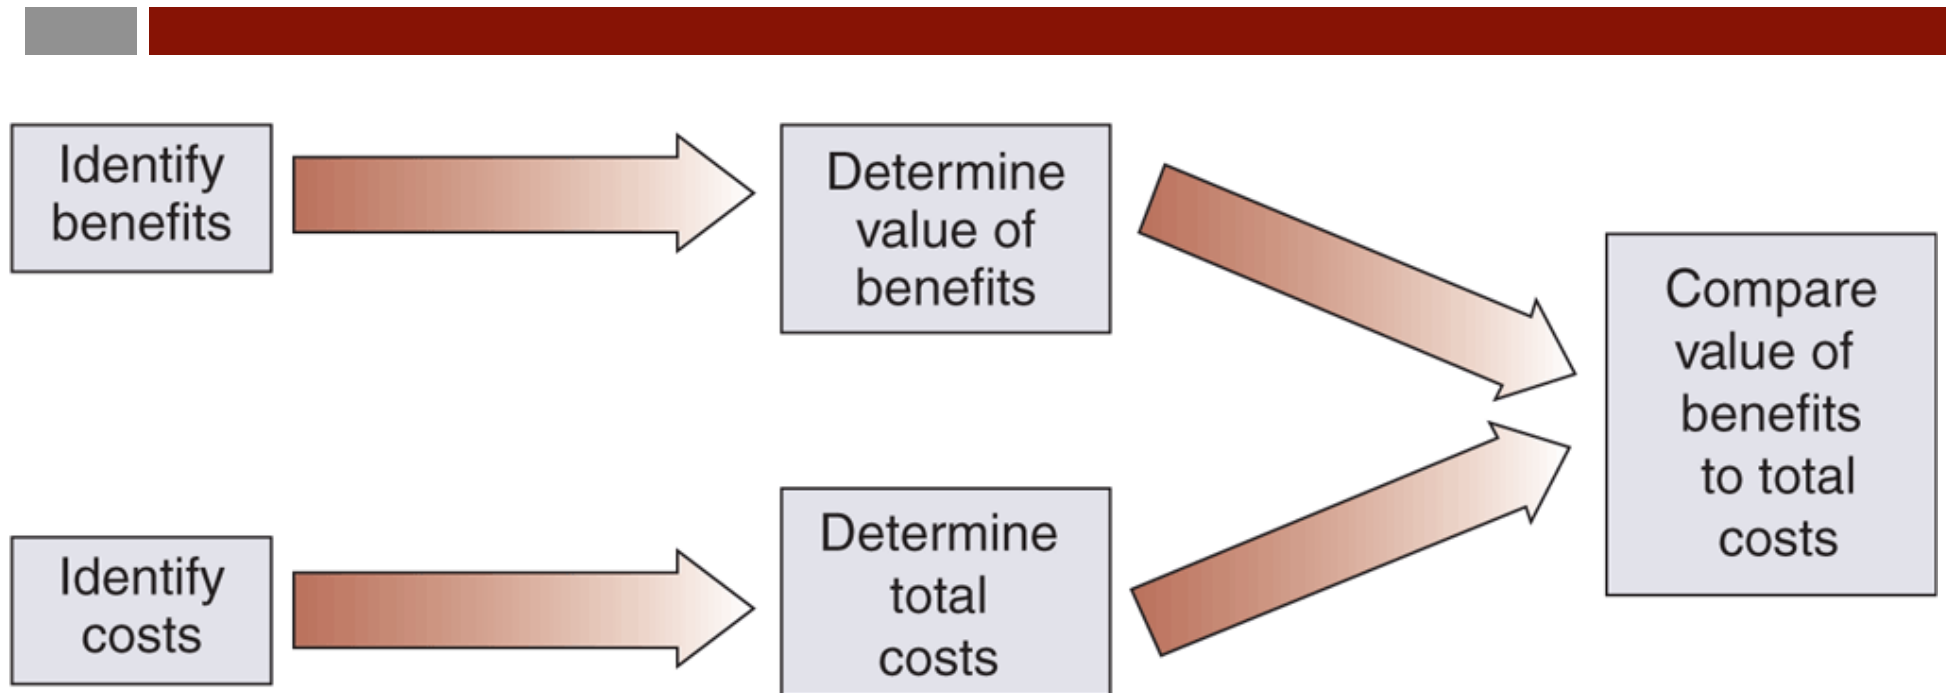 Identify
benefits
Determine
value of
benefits
Identify
costs
Determine
total
costs
Compare
value of
benefits
to total
costs